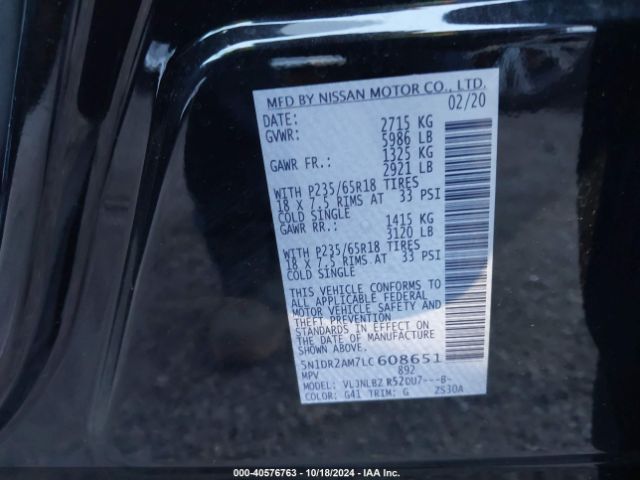 MFD BY NISSAN MOTOR CO., LTD.
DATE: 02/20
GVWR: 2715 KG
5986 LB
GAWR FR.: 1325 KG
2921 LB
WITH P235/65R18 TIRES
18 X 7.5 RIMS AT 33 PSI
COLD SINGLE
GAWR RR.: 1415 KG
3120 LB
WITH P235/65R18 TIRES
18 X 7.5 RIMS AT 33 PSI
COLD SINGLE
THIS VEHICLE CONFORMS TO
ALL APPLICABLE FEDERAL
MOTOR VEHICLE SAFETY AND
THEFT PREVENTION
STANDARDS IN EFFECT ON
THE DATE OF MANUFACTURE
SHOWN ABOVE.
5N1DR2AM7LC608651
MPV 892
MODEL: VLJNLBZ R520U7---B-
COLOR: G41 TRIM: G ZS30A
000-40576763 - 10/18/2024 - IAA Inc.